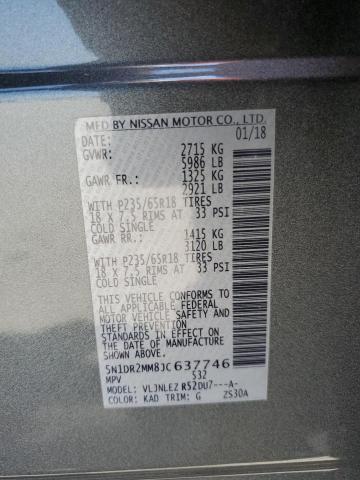 MFD BY NISSAN MOTOR CO., LTD.
DATE: 01/18
GVWR: 2715 KG
5986 LB
GAWR FR.: 1325 KG
2921 LB
WITH P235/65R18 TIRES
18 X 7.5 RIMS AT 33 PSI
COLD SINGLE
GAWR RR.: 1415 KG
3120 LB
WITH P235/65R18 TIRES
18 X 7.5 RIMS AT 33 PSI
COLD SINGLE
THIS VEHICLE CONFORMS TO
ALL APPLICABLE FEDERAL
MOTOR VEHICLE SAFETY AND
THEFT PREVENTION
STANDARDS IN EFFECT ON
THE DATE OF MANUFACTURE
SHOWN ABOVE.
5N1DR2MM8JC637746
MPV 532
MODEL: VLJNLEZ R52DU7---A-
COLOR: KAD TRIM: G ZS30A